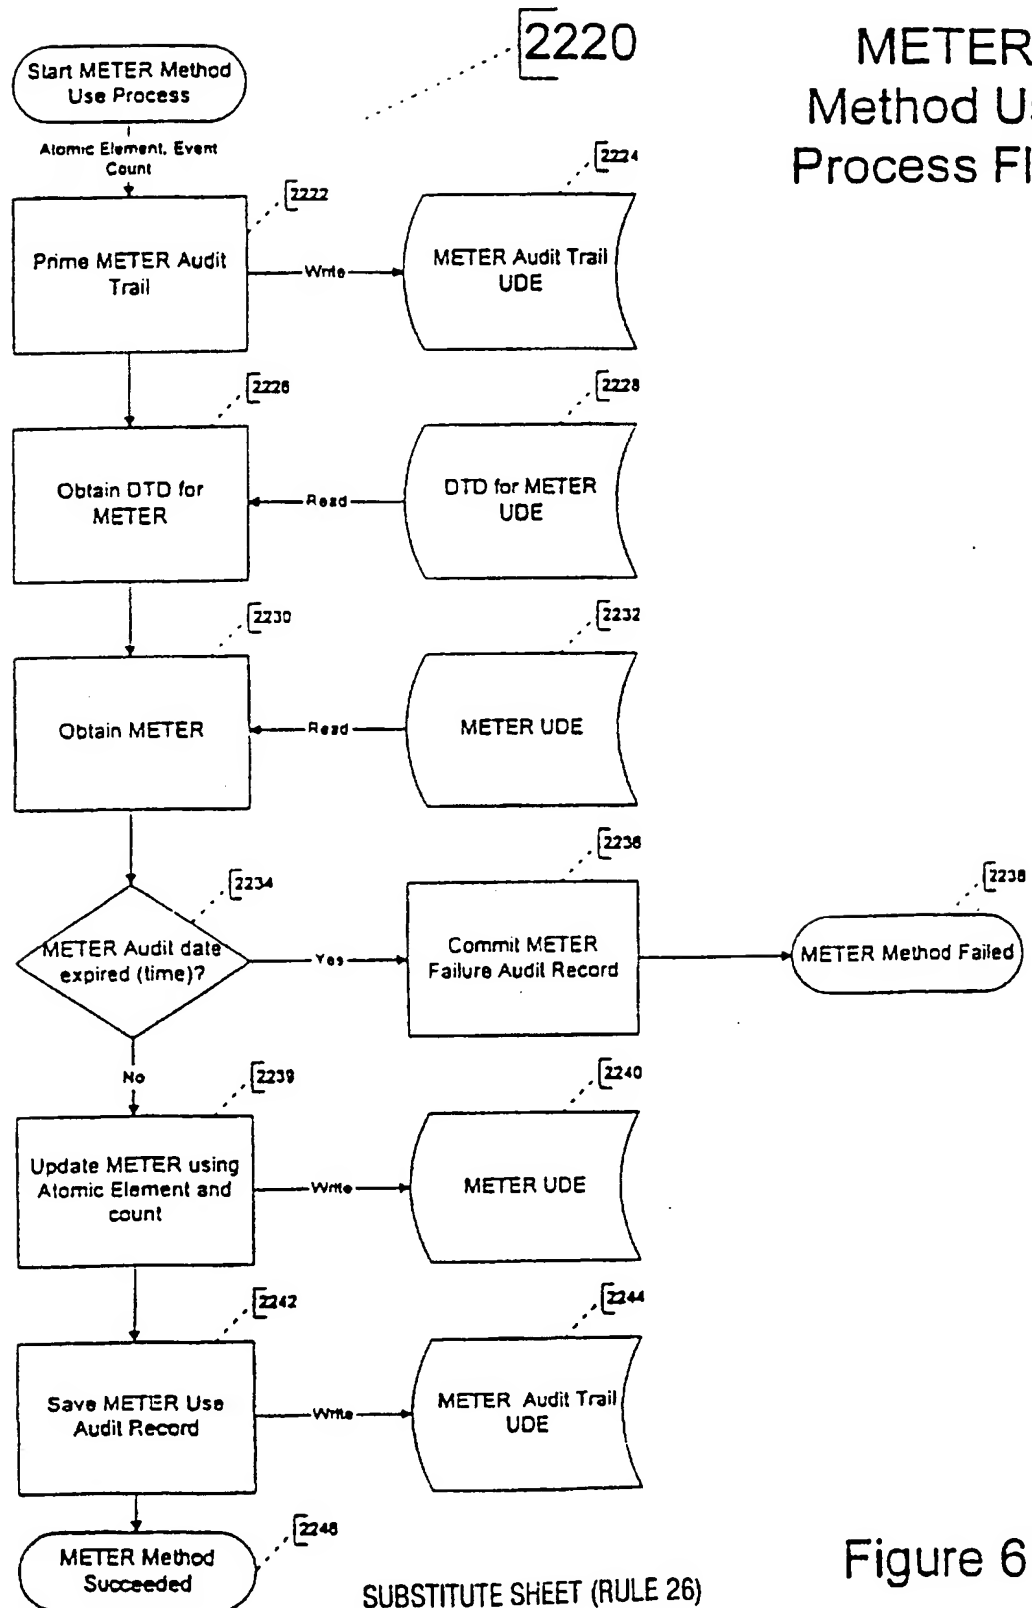 2220
METER
Method Us
Process Fl
Start METER Method
Use Process
Atomic Element, Event
Count
2222
2224
Prime METER Audit
Trail
Write
METER Audit Trail
UDE
2226
2228
Obtain DTD for
METER
Read
DTD for METER
UDE
2230
2232
Obtain METER
Read
METER UDE
2234
2236
2238
METER Audit date
expired (time)?
Yes
Commit METER
Failure Audit Record
METER Method Failed
No
2239
2240
Update METER using
Atomic Element and
count
Write
METER UDE
2242
2244
Save METER Use
Audit Record
Write
METER Audit Trail
UDE
2246
METER Method
Succeeded
Figure 6
SUBSTITUTE SHEET (RULE 26)